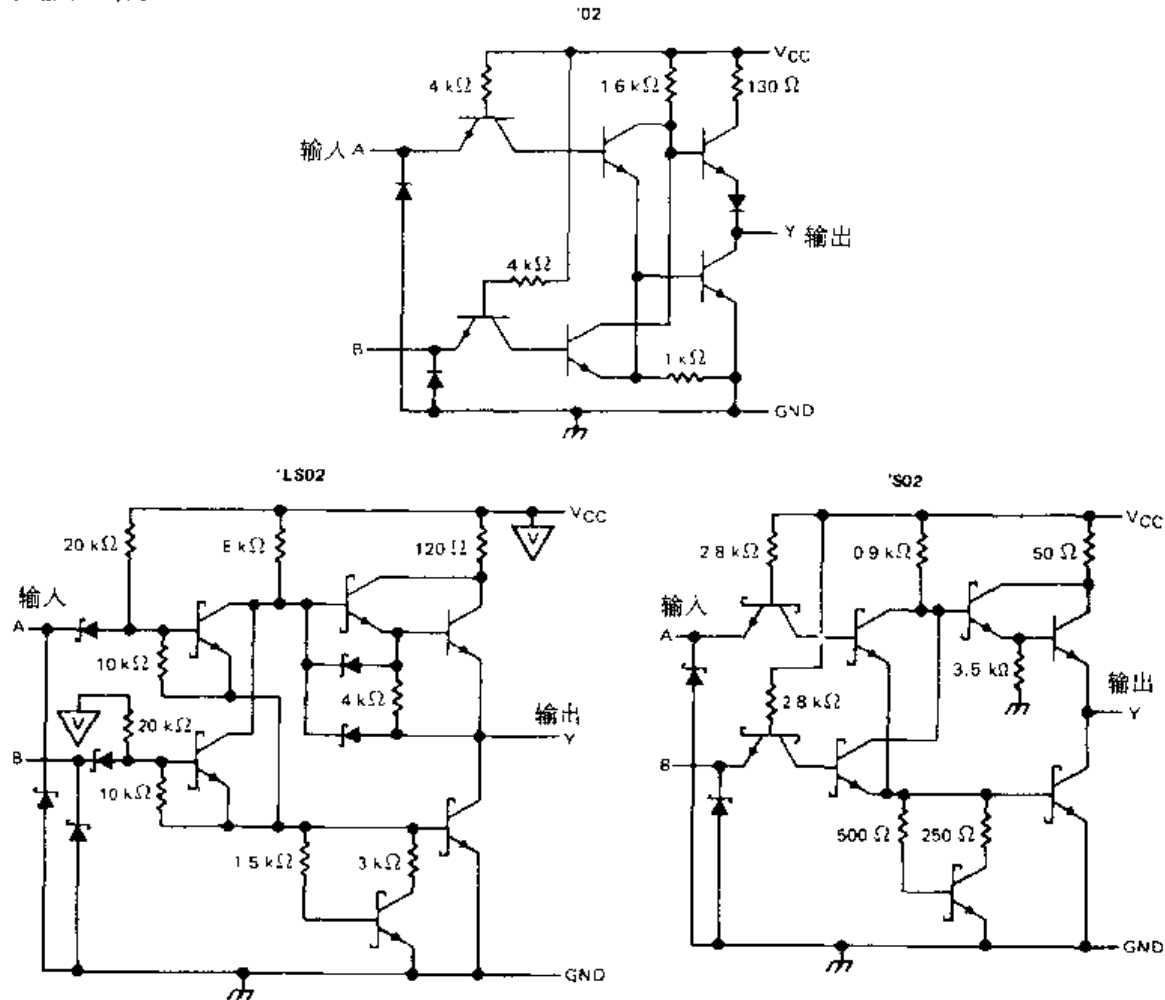 '02
VCC
4 kΩ
1.6 kΩ
130 Ω
输入 A
Y 输出
4 kΩ
B
1 kΩ
GND
'LS02
VCC
V
20 kΩ
8 kΩ
120 Ω
输入
A
10 kΩ
4 kΩ
V
20 kΩ
输出
Y
B
10 kΩ
1.5 kΩ
3 kΩ
GND
'S02
VCC
2.8 kΩ
0.9 kΩ
50 Ω
输入
A
3.5 kΩ
输出
2.8 kΩ
Y
B
500 Ω
250 Ω
GND